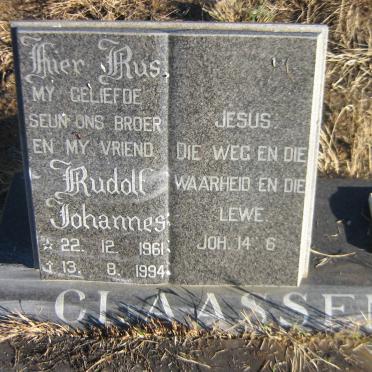 Hier Rus
MY GELIEFDE
SEUN ONS BROER
EN MY VRIEND
Rudolf
Johannes
* 22. 12. 1961
† 13. 8. 1994
JESUS
DIE WEG EN DIE
WAARHEID EN DIE
LEWE.
JOH. 14 6
CLAASSEN